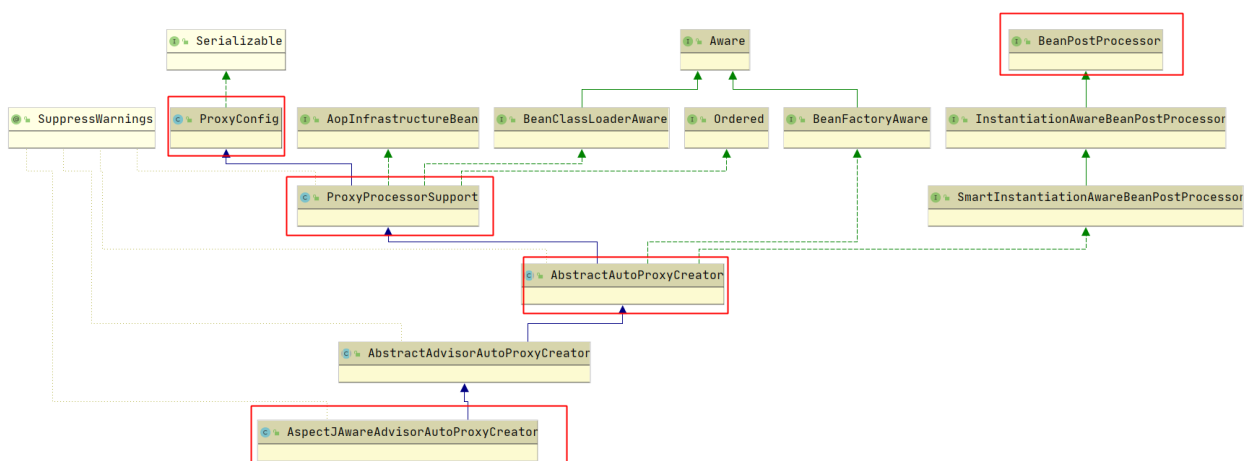 Serializable
Aware
BeanPostProcessor
SuppressWarnings
ProxyConfig
AopInfrastructureBean
BeanClassLoaderAware
Ordered
BeanFactoryAware
InstantiationAwareBeanPostProcessor
ProxyProcessorSupport
SmartInstantiationAwareBeanPostProcessor
AbstractAutoProxyCreator
AbstractAdvisorAutoProxyCreator
AspectJAwareAdvisorAutoProxyCreator